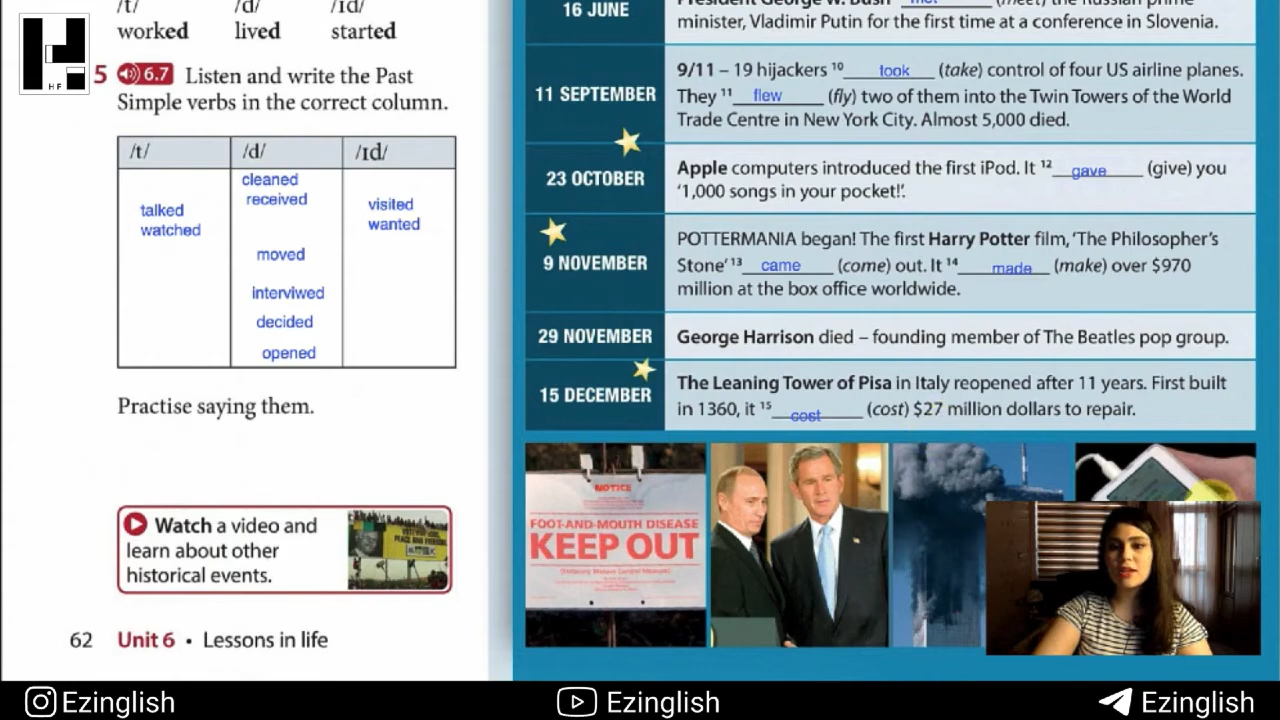 /t/ /d/ /ɪd/
worked lived started
HF
5 6.7 Listen and write the Past
Simple verbs in the correct column.
/t/ /d/ /ɪd/
cleaned
received
talked
watched
visited
wanted
moved
interviwed
decided
opened
Practise saying them.
Watch a video and
learn about other
historical events.
62 Unit 6 • Lessons in life
16 JUNE
President George W. Bush met (meet) the Russian prime
minister, Vladimir Putin for the first time at a conference in Slovenia.
11 SEPTEMBER
9/11 – 19 hijackers 10 took (take) control of four US airline planes.
They 11 flew (fly) two of them into the Twin Towers of the World
Trade Centre in New York City. Almost 5,000 died.
23 OCTOBER
Apple computers introduced the first iPod. It 12 gave (give) you
‘1,000 songs in your pocket!’.
9 NOVEMBER
POTTERMANIA began! The first Harry Potter film, ‘The Philosopher’s
Stone’ 13 came (come) out. It 14 made (make) over $970
million at the box office worldwide.
29 NOVEMBER
George Harrison died – founding member of The Beatles pop group.
15 DECEMBER
The Leaning Tower of Pisa in Italy reopened after 11 years. First built
in 1360, it 15 cost (cost) $27 million dollars to repair.
NOTICE
FOOT-AND-MOUTH DISEASE
KEEP OUT
Ezinglish
Ezinglish
Ezinglish